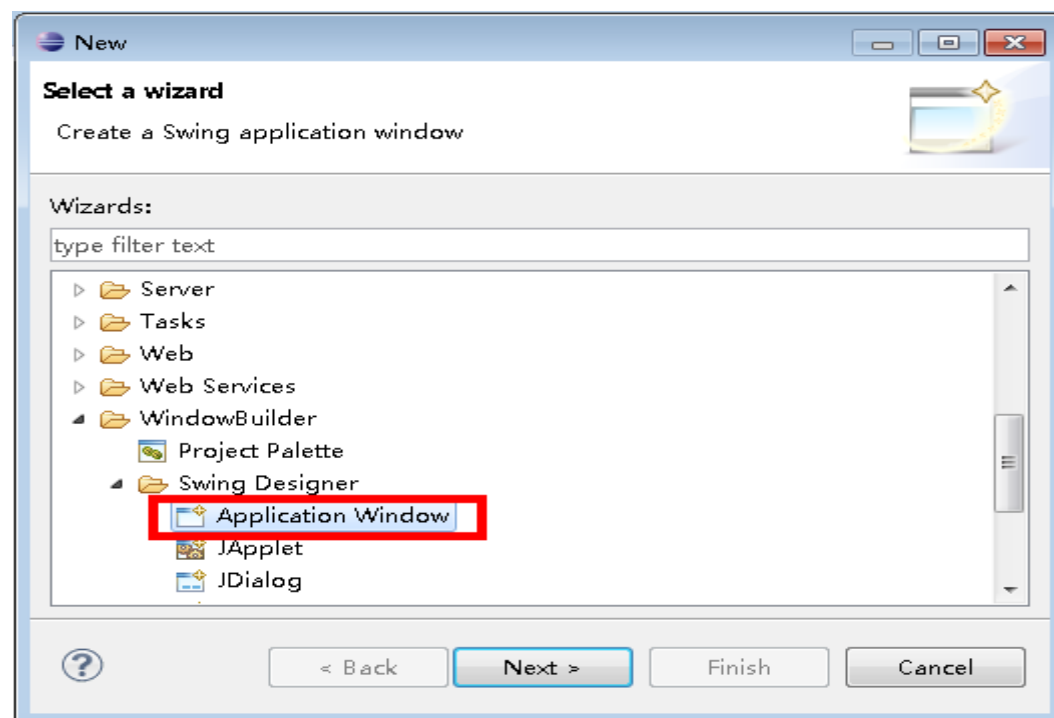 New
Select a wizard
Create a Swing application window
Wizards:
type filter text
Server
Tasks
Web
Web Services
WindowBuilder
Project Palette
Swing Designer
Application Window
JApplet
JDialog
?
< Back Next > Finish Cancel